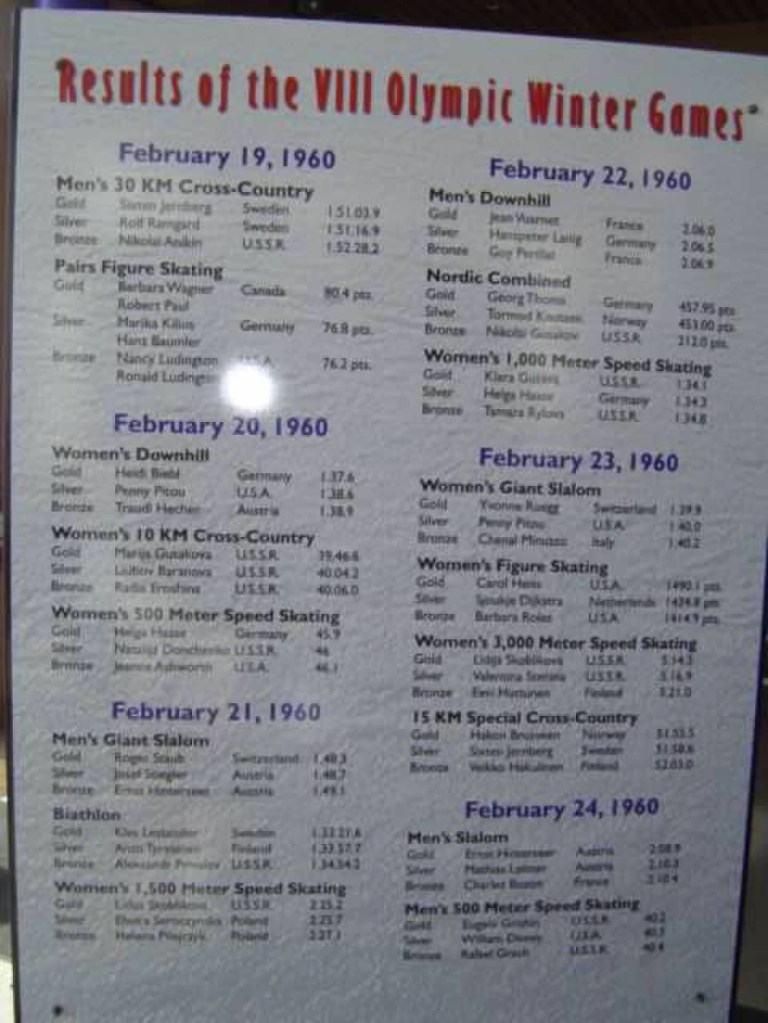 Results of the VIII Olympic Winter Games
February 19, 1960
Men's 30 KM Cross-Country
Gold Sixten Jernberg Sweden 1.51.03.9
Silver Rolf Ramgard Sweden 1.51.16.9
Bronze Nikolai Anikin U.S.S.R. 1.52.28.2
Pairs Figure Skating
Gold Barbara Wagner Canada 80.4 pts.
Robert Paul
Silver Marika Kilius Germany 76.8 pts.
Hans Baumler
Bronze Nancy Ludington U.S.A. 76.2 pts.
Ronald Ludington
February 20, 1960
Women's Downhill
Gold Heidi Biebl Germany 1.37.6
Silver Penny Pitou U.S.A. 1.38.6
Bronze Traudl Hecher Austria 1.38.9
Women's 10 KM Cross-Country
Gold Marija Gusakova U.S.S.R. 39.46.6
Silver Baranova U.S.S.R. 40.04.2
Bronze Radia Eroshina U.S.S.R. 40.06.0
Women's 500 Meter Speed Skating
Gold Helga Haase Germany 45.9
Silver Natalija Donchenko U.S.S.R. 46
Bronze Jeanne Ashworth U.S.A. 46.1
February 21, 1960
Men's Giant Slalom
Gold Roger Staub Switzerland 1.48.3
Silver Josef Stiegler Austria 1.48.7
Bronze Ernst Hinterseer Austria 1.49.1
Biathlon
Gold Klas Lestander Sweden 1.33.21.6
Silver Antti Finland 1.33.57.7
Bronze U.S.S.R. 1.34.54.2
Women's 1,500 Meter Speed Skating
Gold Skoblikova U.S.S.R. 2.25.2
Silver Elwira Seroczynska Poland 2.25.7
Bronze Helena Poland 2.27.1
February 22, 1960
Men's Downhill
Gold Jean Vuarnet France 2.06.0
Silver Hanspeter Lanig Germany 2.06.5
Bronze Guy Perillat France 2.06.9
Nordic Combined
Gold Georg Thoma Germany 457.95 pts.
Silver Tormod Knutsen Norway 453.00 pts.
Bronze Nikolai Gusakov U.S.S.R. pts.
Women's 1,000 Meter Speed Skating
Gold Klara Guseva U.S.S.R. 1.34.1
Silver Helga Haase Germany 1.34.3
Bronze Tamara Rylova U.S.S.R. 1.34.8
February 23, 1960
Women's Giant Slalom
Gold Yvonne Ruegg Switzerland 1.39.9
Silver Penny Pitou U.S.A. 1.40.0
Bronze Italy 1.40.2
Women's Figure Skating
Gold Carol Heiss U.S.A. 1490.1 pts.
Silver Sjoukje Dijkstra Netherlands 1424.8 pts.
Bronze Barbara Roles U.S.A. 1414.9 pts.
Women's 3,000 Meter Speed Skating
Gold Lidija Skoblikova U.S.S.R. 5.14.3
Silver Valentina U.S.S.R. 5.16.9
Bronze Eevi Huttunen Finland 5.21.0
15 KM Special Cross-Country
Gold Norway 51.55.5
Silver Sixten Jernberg Sweden 51.58.6
Bronze Veikko Hakulinen Finland 52.03.0
February 24, 1960
Men's Slalom
Gold Ernst Hinterseer Austria 2.08.9
Silver Austria 2.10.3
Bronze Charles France 2.10.4
Men's 500 Meter Speed Skating
Gold Grishin U.S.S.R. 40.2
Silver William U.S.A. 40.3
Bronze Rafael U.S.S.R. 40.4